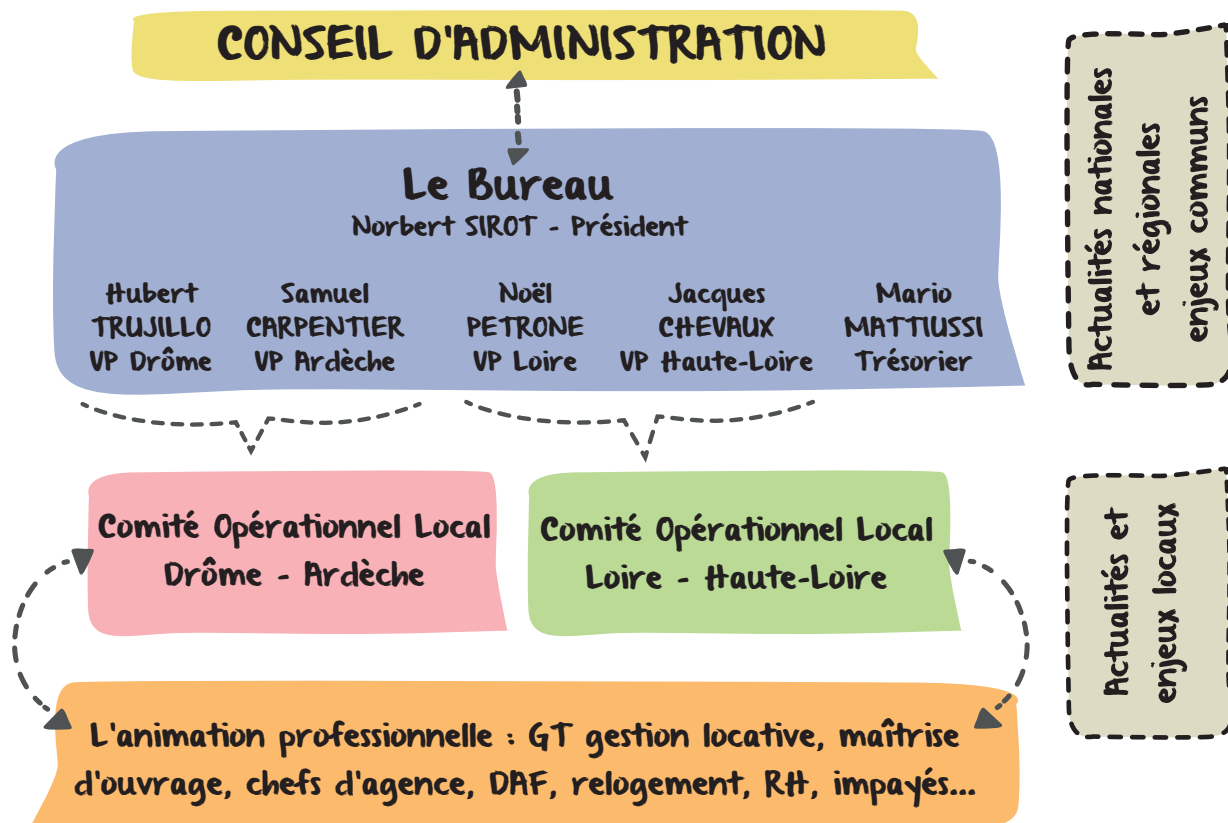 CONSEIL D'ADMINISTRATION
Le Bureau
Norbert SIROT - Président
Hubert
TRUJILLO
VP Drôme
Samuel
CARPENTIER
VP Ardèche
Noël
PETRONE
VP Loire
Jacques
CHEVAUX
VP Haute-Loire
Mario
MATTIUSSI
Trésorier
Actualités nationales
et régionales
enjeux communs
Comité Opérationnel Local
Drôme - Ardèche
Comité Opérationnel Local
Loire - Haute-Loire
Actualités et
enjeux locaux
L'animation professionnelle : GT gestion locative, maîtrise
d'ouvrage, chefs d'agence, DAF, relogement, RH, impayés...